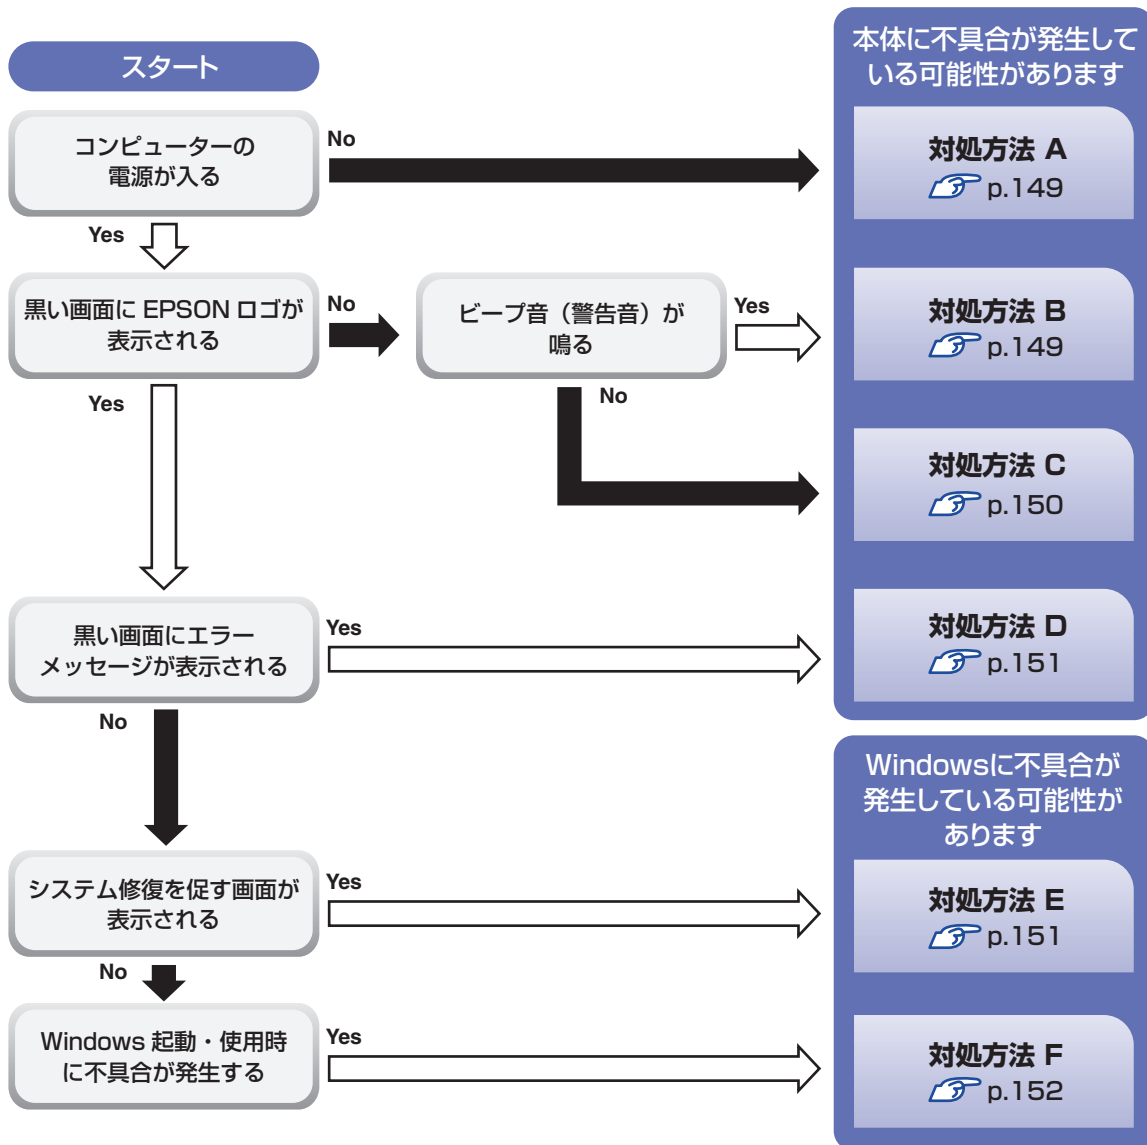 スタート
コンピューターの
電源が入る
No
Yes
黒い画面に EPSON ロゴが
表示される
No
ビープ音（警告音）が
鳴る
Yes
No
Yes
黒い画面にエラー
メッセージが表示される
Yes
No
システム修復を促す画面が
表示される
Yes
No
Windows 起動・使用時
に不具合が発生する
Yes
本体に不具合が発生して
いる可能性があります
対処方法 A
p.149
対処方法 B
p.149
対処方法 C
p.150
対処方法 D
p.151
Windowsに不具合が
発生している可能性が
あります
対処方法 E
p.151
対処方法 F
p.152